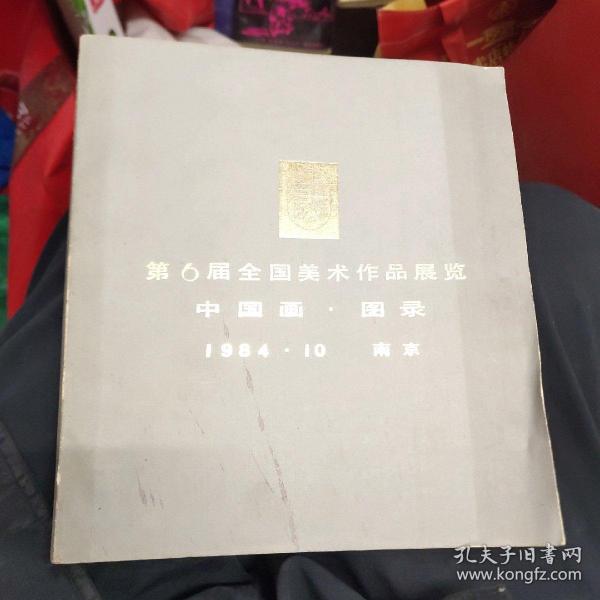 第6届全国美术作品展览
中国画·图录
1984·10 南京
孔夫子旧书网
www.kongfz.com